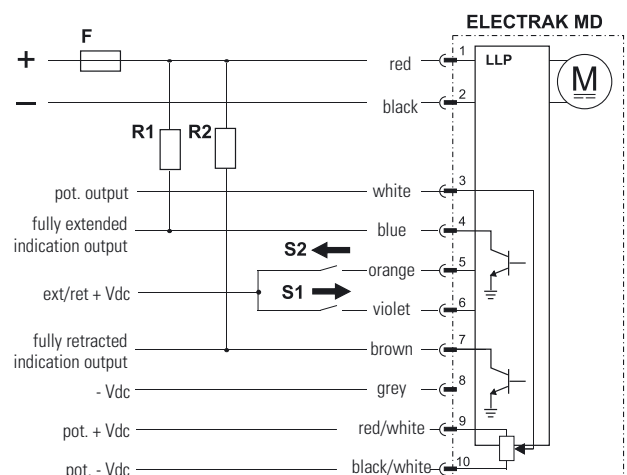 ELECTRAK MD
F
+
red
1
LLP
M
–
black
2
R1
R2
pot. output
white
3
fully extended
indication output
blue
4
S2
orange
5
ext/ret + Vdc
S1
violet
6
fully retracted
indication output
brown
7
- Vdc
grey
8
pot. + Vdc
red/white
9
pot. - Vdc
black/white
10